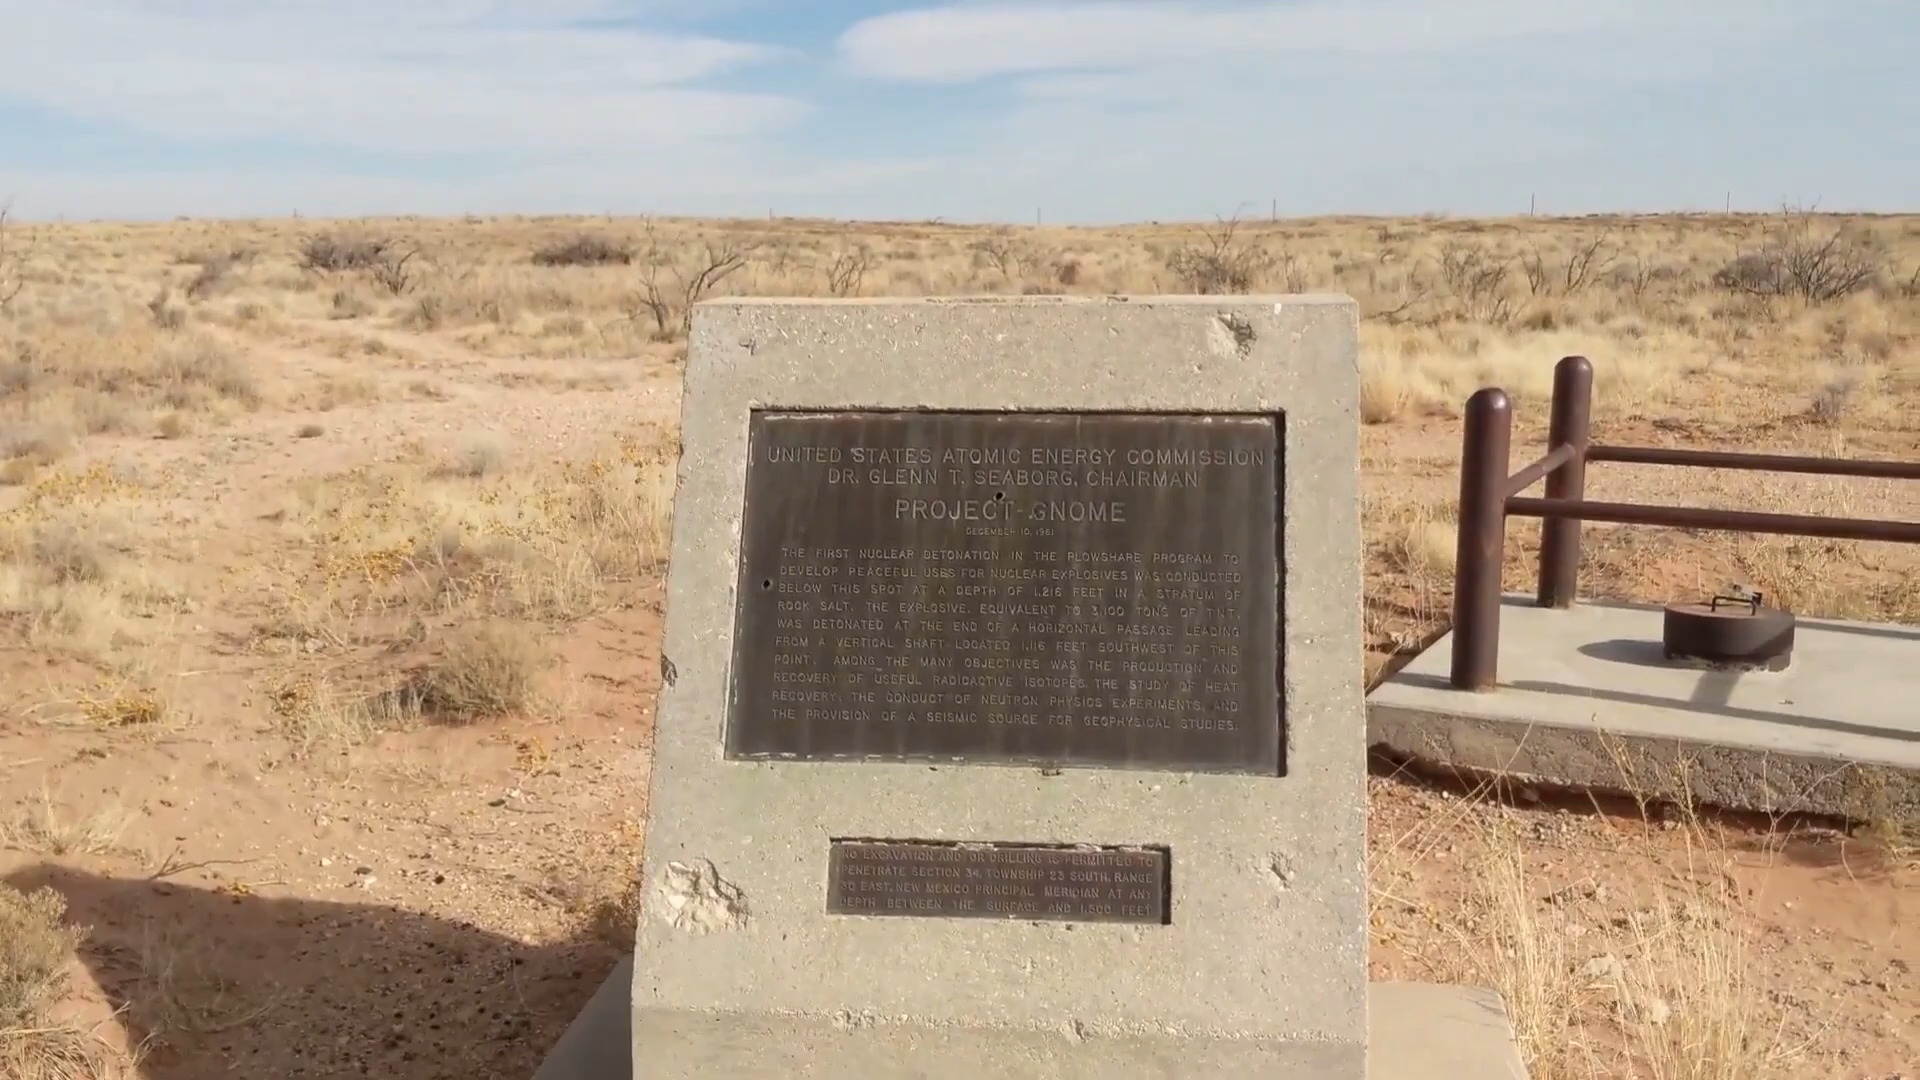 UNITED STATES ATOMIC ENERGY COMMISSION
DR. GLENN T. SEABORG, CHAIRMAN
PROJECT GNOME
DECEMBER 10, 1961
THE FIRST NUCLEAR DETONATION IN THE PLOWSHARE PROGRAM TO
DEVELOP PEACEFUL USES FOR NUCLEAR EXPLOSIVES WAS CONDUCTED
BELOW THIS SPOT AT A DEPTH OF 1,216 FEET IN A STRATUM OF
ROCK SALT. THE EXPLOSIVE, EQUIVALENT TO 3,100 TONS OF TNT,
WAS DETONATED AT THE END OF A HORIZONTAL PASSAGE LEADING
FROM A VERTICAL SHAFT LOCATED 1,116 FEET SOUTHWEST OF THIS
POINT. AMONG THE MANY OBJECTIVES WAS THE PRODUCTION AND
RECOVERY OF USEFUL RADIOACTIVE ISOTOPES, THE STUDY OF HEAT
RECOVERY, THE CONDUCT OF NEUTRON PHYSICS EXPERIMENTS, AND
THE PROVISION OF A SEISMIC SOURCE FOR GEOPHYSICAL STUDIES.
NO EXCAVATION AND/OR DRILLING IS PERMITTED TO
PENETRATE SECTION 34, TOWNSHIP 23 SOUTH, RANGE
30 EAST, NEW MEXICO PRINCIPAL MERIDIAN AT ANY
DEPTH BETWEEN THE SURFACE AND 1,500 FEET